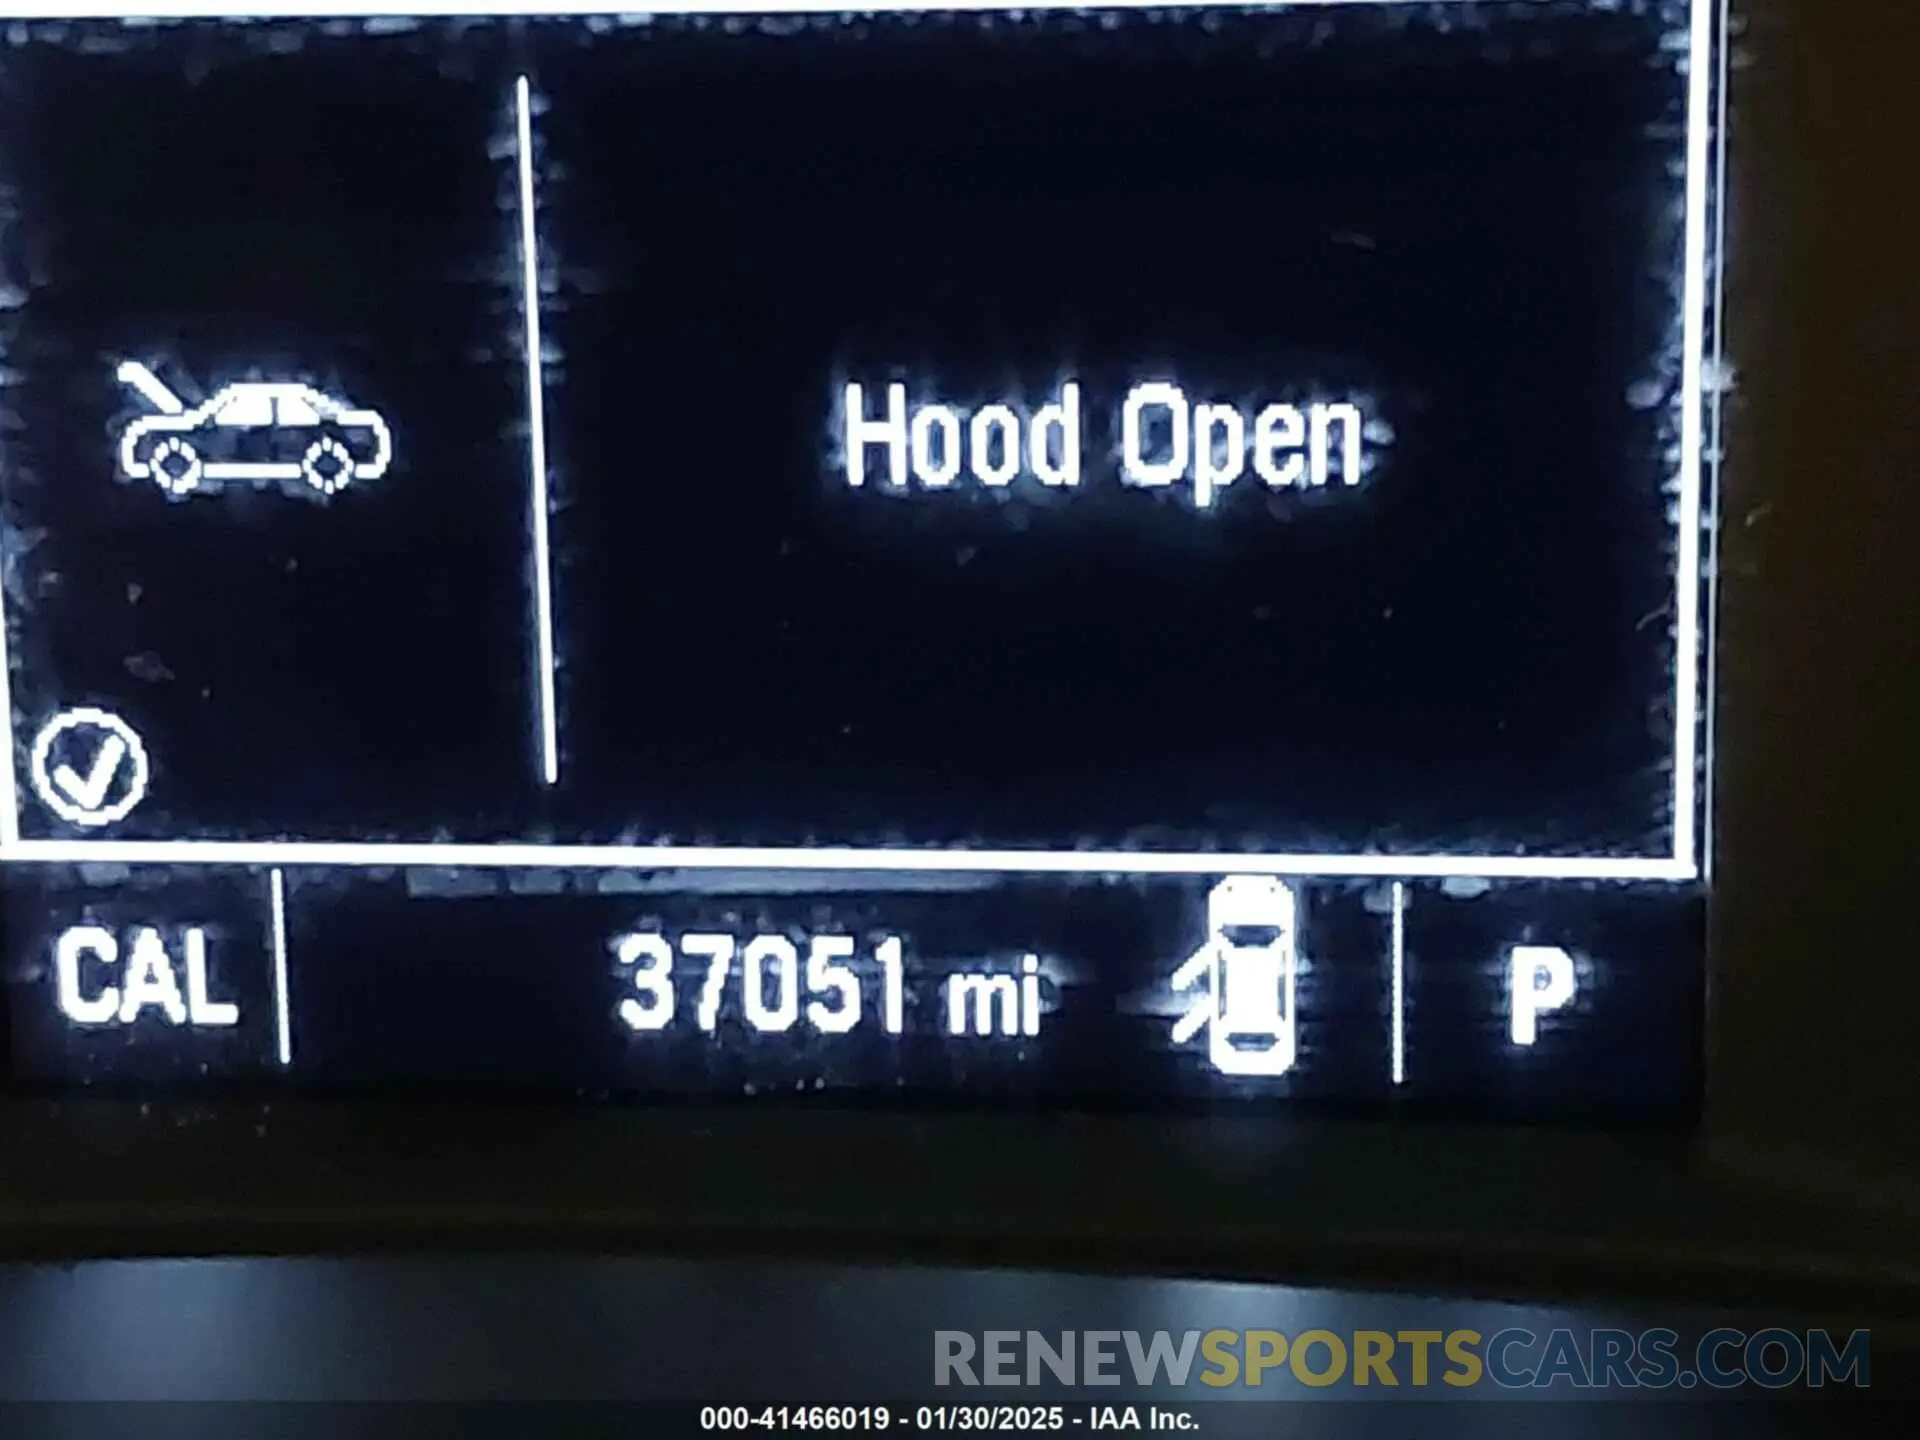 Hood Open
CAL 37051 mi P
RENEWSPORTSCARS.COM
000-41466019 - 01/30/2025 - IAA Inc.